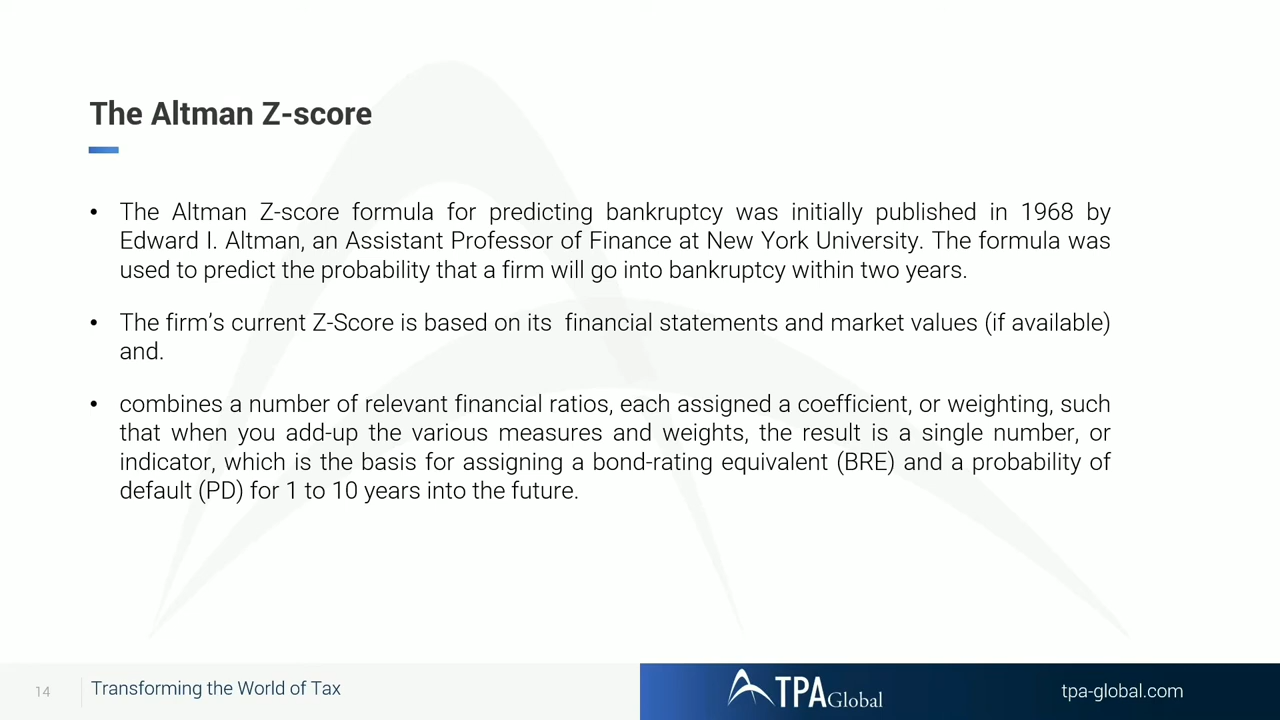 The Altman Z-score
• The Altman Z-score formula for predicting bankruptcy was initially published in 1968 by
Edward I. Altman, an Assistant Professor of Finance at New York University. The formula was
used to predict the probability that a firm will go into bankruptcy within two years.
• The firm’s current Z-Score is based on its  financial statements and market values (if available)
and.
• combines a number of relevant financial ratios, each assigned a coefficient, or weighting, such
that when you add-up the various measures and weights, the result is a single number, or
indicator, which is the basis for assigning a bond-rating equivalent (BRE) and a probability of
default (PD) for 1 to 10 years into the future.
14
Transforming the World of Tax
TPA Global
tpa-global.com